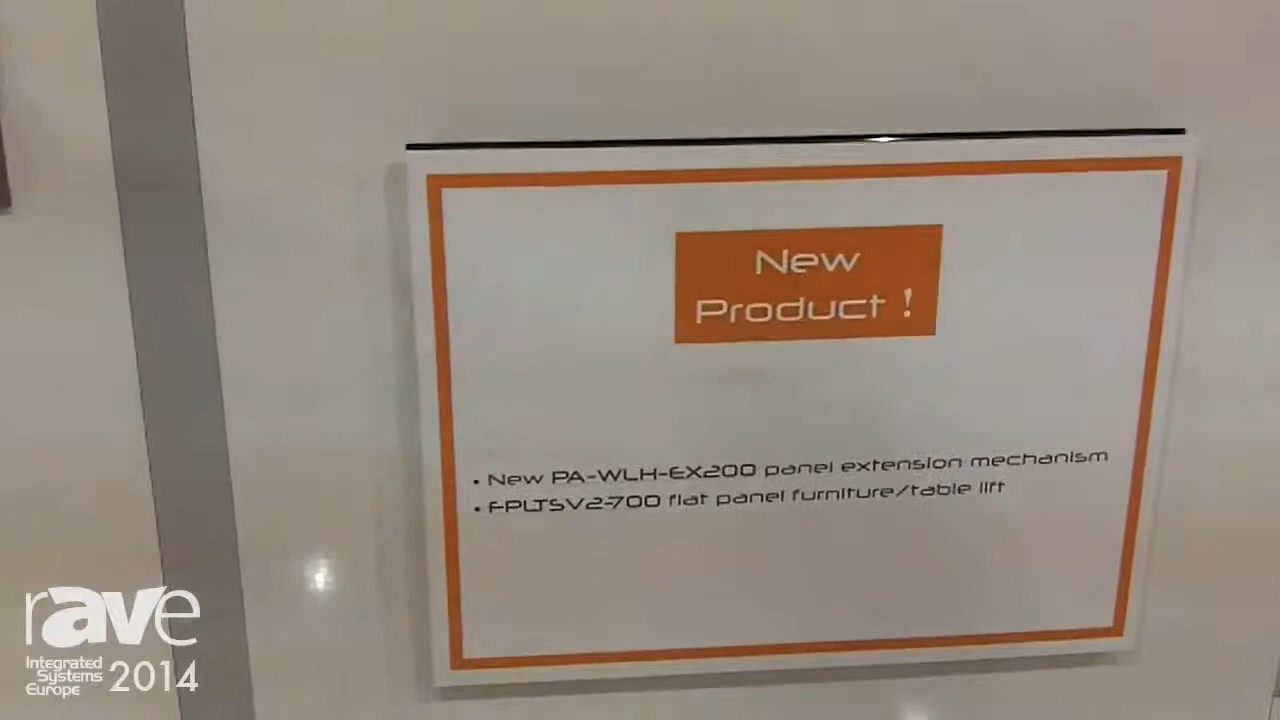 New
Product !
• New PA-WLH-EX200 panel extension mechanism
• FPLTSV2-700 flat panel furniture/table lift
rave
Integrated
Systems
Europe 2014